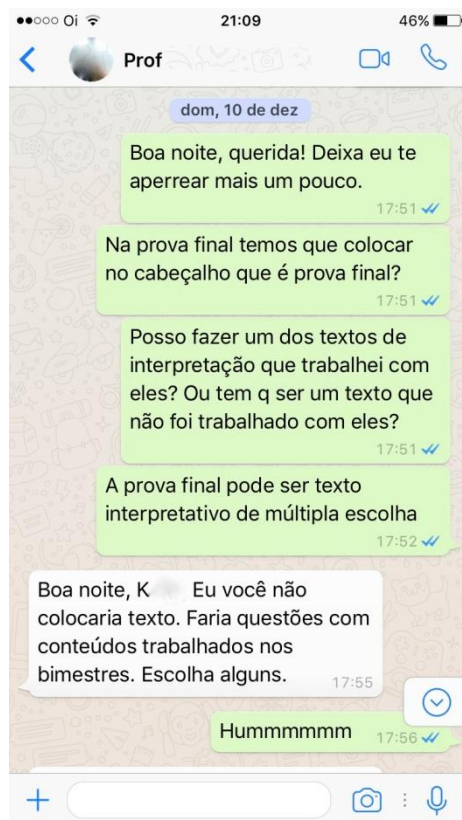 Oi 21:09 46%
Prof
dom, 10 de dez
Boa noite, querida! Deixa eu te
aperrear mais um pouco.
17:51
Na prova final temos que colocar
no cabeçalho que é prova final?
17:51
Posso fazer um dos textos de
interpretação que trabalhei com
eles? Ou tem q ser um texto que
não foi trabalhado com eles?
17:51
A prova final pode ser texto
interpretativo de múltipla escolha
17:52
Boa noite, K Eu você não
colocaria texto. Faria questões com
conteúdos trabalhados nos
bimestres. Escolha alguns.
17:55
Hummmmmm 17:56